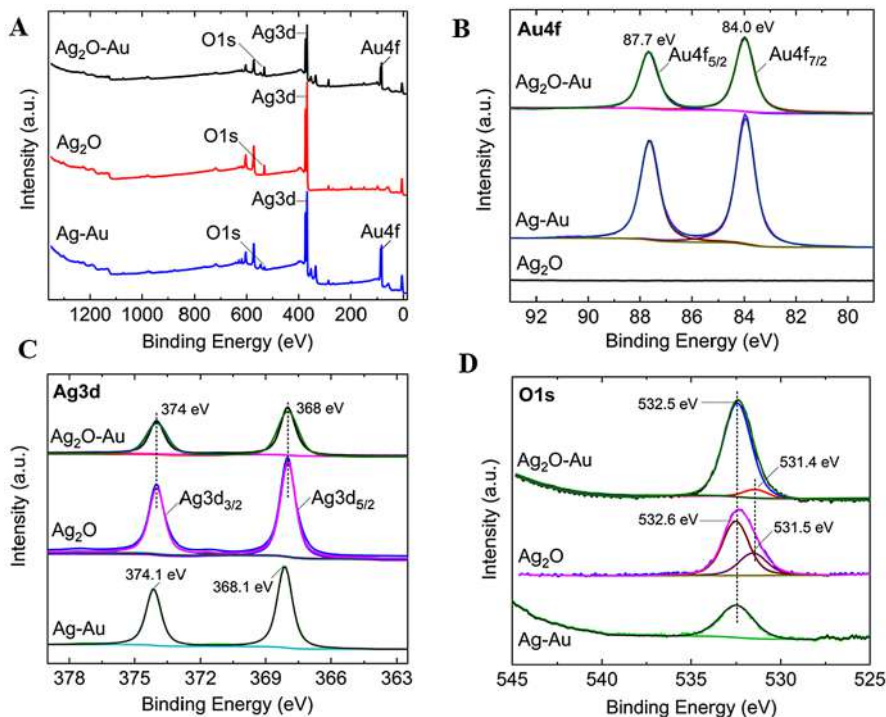 A
Ag3d
Ag₂O-Au
O1s
Au4f
Ag3d
Ag₂O
O1s
Ag3d
Ag-Au
O1s
Au4f
Intensity (a.u.)
1200 1000 800 600 400 200 0
Binding Energy (eV)
B
Au4f
87.7 eV 84.0 eV
Au4f₅/₂ Au4f₇/₂
Ag₂O-Au
Ag-Au
Ag₂O
Intensity (a.u.)
92 90 88 86 84 82 80
Binding Energy (eV)
C
Ag3d
374 eV 368 eV
Ag₂O-Au
Ag3d₃/₂ Ag3d₅/₂
Ag₂O
374.1 eV 368.1 eV
Ag-Au
Intensity (a.u.)
378 375 372 369 366 363
Binding Energy (eV)
D
O1s
532.5 eV
Ag₂O-Au
531.4 eV
532.6 eV
531.5 eV
Ag₂O
Ag-Au
Intensity (a.u.)
545 540 535 530 525
Binding Energy (eV)